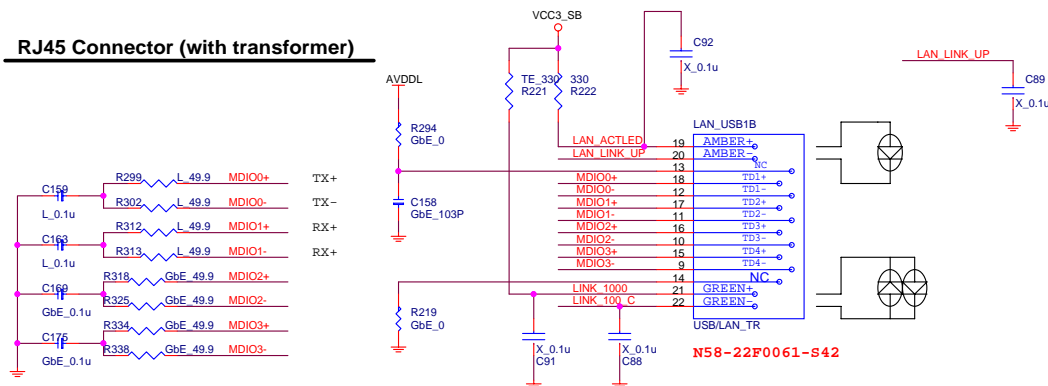 RJ45 Connector (with transformer)
VCC3_SB
C92
X_0.1u
LAN_LINK_UP
C89
X_0.1u
AVDDL
TE_330
R221
330
R222
R294
GbE_0
C158
GbE_103P
R219
GbE_0
LAN_USB1B
LAN_ACTLED 19 AMBER+
LAN_LINK_UP 20 AMBER-
13 NC
MDIO0+ 18 TD1+
MDIO0- 12 TD1-
MDIO1+ 17 TD2+
MDIO1- 11 TD2-
MDIO2+ 16 TD3+
MDIO2- 10 TD3-
MDIO3+ 15 TD4+
MDIO3- 9 TD4-
14 NC
LINK_1000 21 GREEN+
LINK_100_C 22 GREEN-
USB/LAN_TR
N58-22F0061-S42
X_0.1u
C91
X_0.1u
C88
C159
L_0.1u
R299 L_49.9 MDIO0+ TX+
R302 L_49.9 MDIO0- TX-
C163
L_0.1u
R312 L_49.9 MDIO1+ RX+
R313 L_49.9 MDIO1- RX+
C169
GbE_0.1u
R318 GbE_49.9 MDIO2+
R325 GbE_49.9 MDIO2-
C175
GbE_0.1u
R334 GbE_49.9 MDIO3+
R338 GbE_49.9 MDIO3-